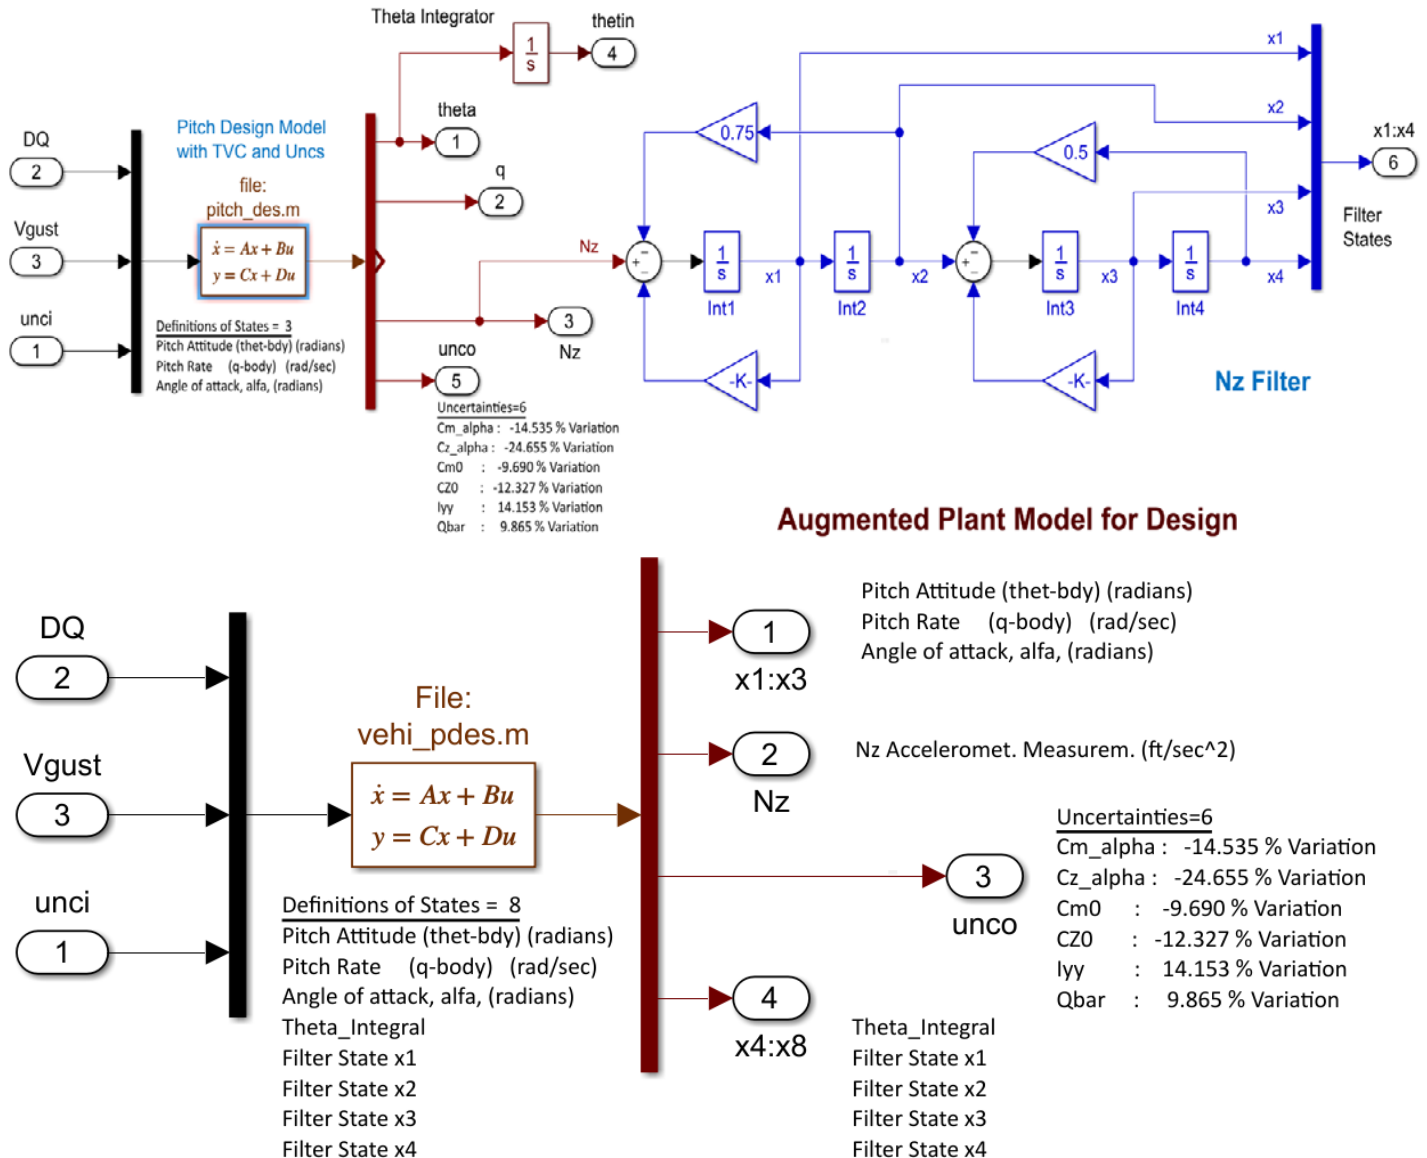 Theta Integrator
thetin
1
s
4
theta
1
DQ
2
Pitch Design Model
with TVC and Uncs
q
2
file:
pitch_des.m
Vgust
3
ẋ = Ax + Bu
y = Cx + Du
unci
1
Definitions of States = 3
Pitch Attitude (thet-bdy) (radians)
Pitch Rate (q-body) (rad/sec)
Angle of attack, alfa, (radians)
3
Nz
unco
5
Uncertainties=6
Cm_alpha : -14.535 % Variation
Cz_alpha : -24.655 % Variation
Cm0 : -9.690 % Variation
CZ0 : -12.327 % Variation
Iyy : 14.153 % Variation
Qbar : 9.865 % Variation
x1
x2
0.75
0.5
x1:x4
6
x3
Filter
States
Nz
1
s
x1
1
s
x2
1
s
x3
1
s
x4
Int1
Int2
Int3
Int4
-K-
-K-
Nz Filter
Augmented Plant Model for Design
DQ
2
Vgust
3
unci
1
File:
vehi_pdes.m
ẋ = Ax + Bu
y = Cx + Du
Definitions of States = 8
Pitch Attitude (thet-bdy) (radians)
Pitch Rate (q-body) (rad/sec)
Angle of attack, alfa, (radians)
Theta_Integral
Filter State x1
Filter State x2
Filter State x3
Filter State x4
1
x1:x3
Pitch Attitude (thet-bdy) (radians)
Pitch Rate (q-body) (rad/sec)
Angle of attack, alfa, (radians)
2
Nz
Nz Acceleromet. Measurem. (ft/sec^2)
3
unco
Uncertainties=6
Cm_alpha : -14.535 % Variation
Cz_alpha : -24.655 % Variation
Cm0 : -9.690 % Variation
CZ0 : -12.327 % Variation
Iyy : 14.153 % Variation
Qbar : 9.865 % Variation
4
x4:x8
Theta_Integral
Filter State x1
Filter State x2
Filter State x3
Filter State x4